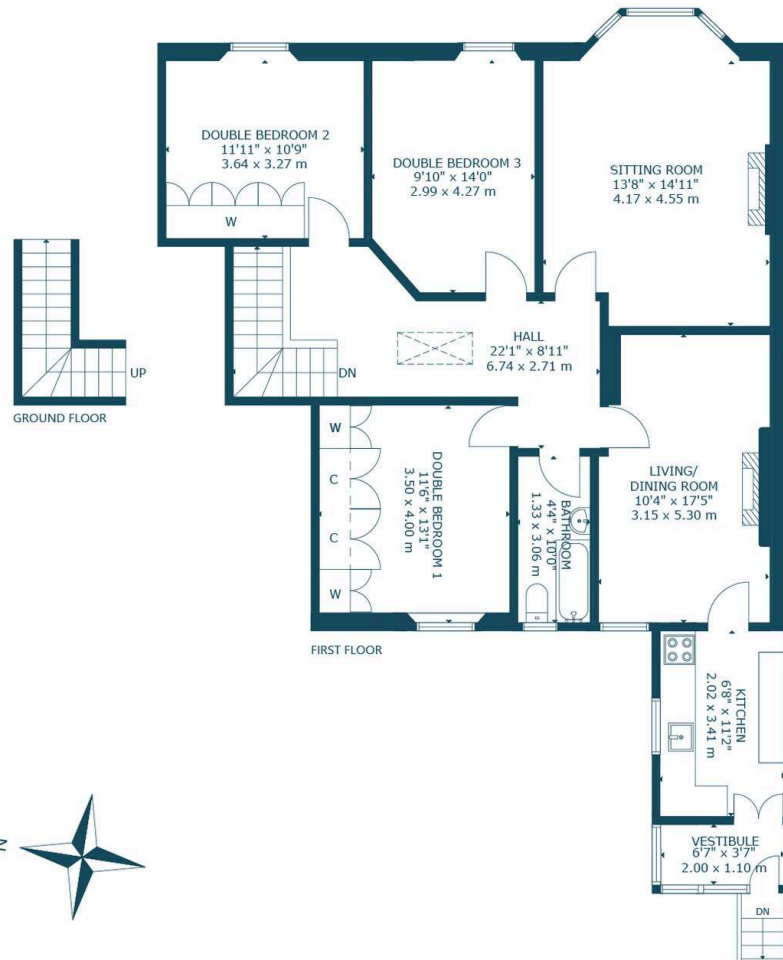 DOUBLE BEDROOM 2
11'11" x 10'9"
3.64 x 3.27 m
W
DOUBLE BEDROOM 3
9'10" x 14'0"
2.99 x 4.27 m
SITTING ROOM
13'8" x 14'11"
4.17 x 4.55 m
UP
GROUND FLOOR
HALL
22'1" x 8'11"
6.74 x 2.71 m
DN
W
C
C
W
DOUBLE BEDROOM 1
11'6" x 13'1"
3.50 x 4.00 m
BATHROOM
4'4" x 10'0"
1.33 x 3.06 m
LIVING/
DINING ROOM
10'4" x 17'5"
3.15 x 5.30 m
FIRST FLOOR
KITCHEN
6'8" x 11'2"
2.02 x 3.41 m
VESTIBULE
6'7" x 3'7"
2.00 x 1.10 m
DN
N